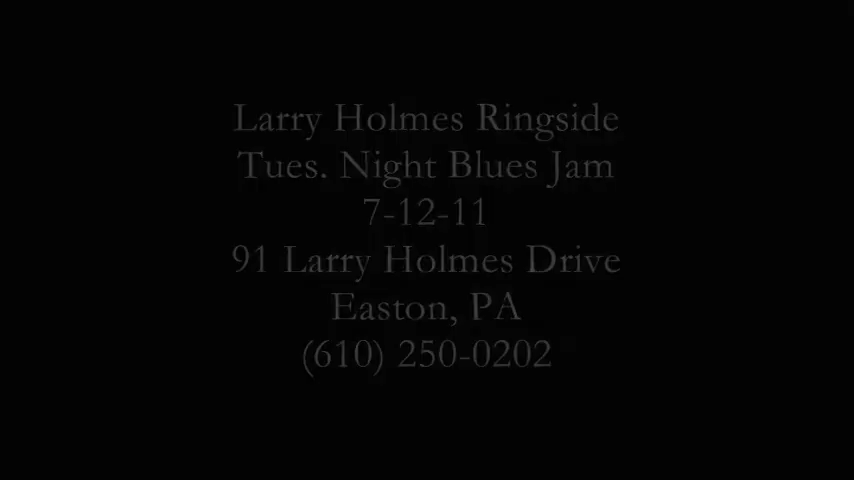 Larry Holmes Ringside
Tues. Night Blues Jam
7-12-11
91 Larry Holmes Drive
Easton, PA
(610) 250-0202